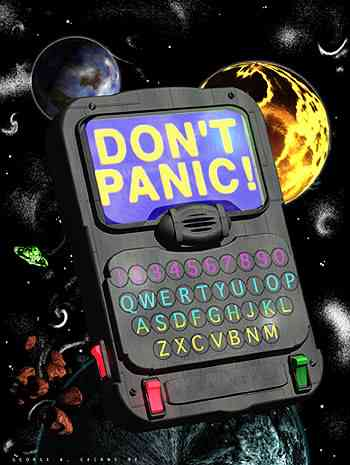 DON'T
PANIC!
1234567890
QWERTYUIOP
ASDFGHJKL
ZXCVBNM